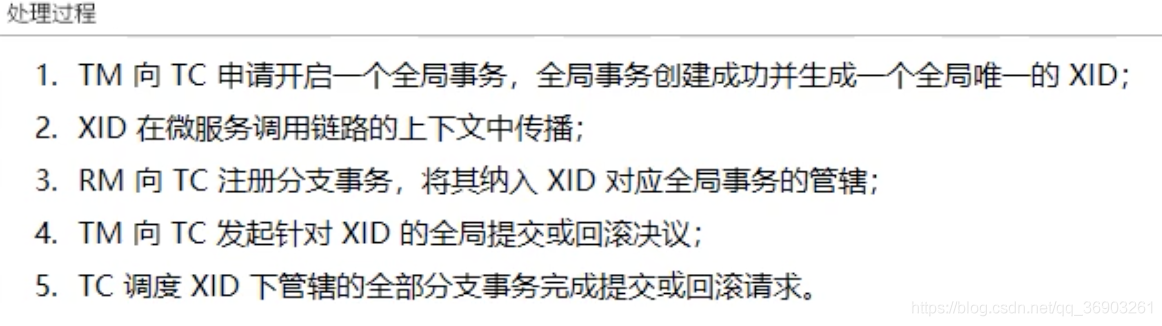 处理过程
1. TM 向 TC 申请开启一个全局事务，全局事务创建成功并生成一个全局唯一的 XID；
2. XID 在微服务调用链路的上下文中传播；
3. RM 向 TC 注册分支事务，将其纳入 XID 对应全局事务的管辖；
4. TM 向 TC 发起针对 XID 的全局提交或回滚决议；
5. TC 调度 XID 下管辖的全部分支事务完成提交或回滚请求。
https://blog.csdn.net/qq_36903261